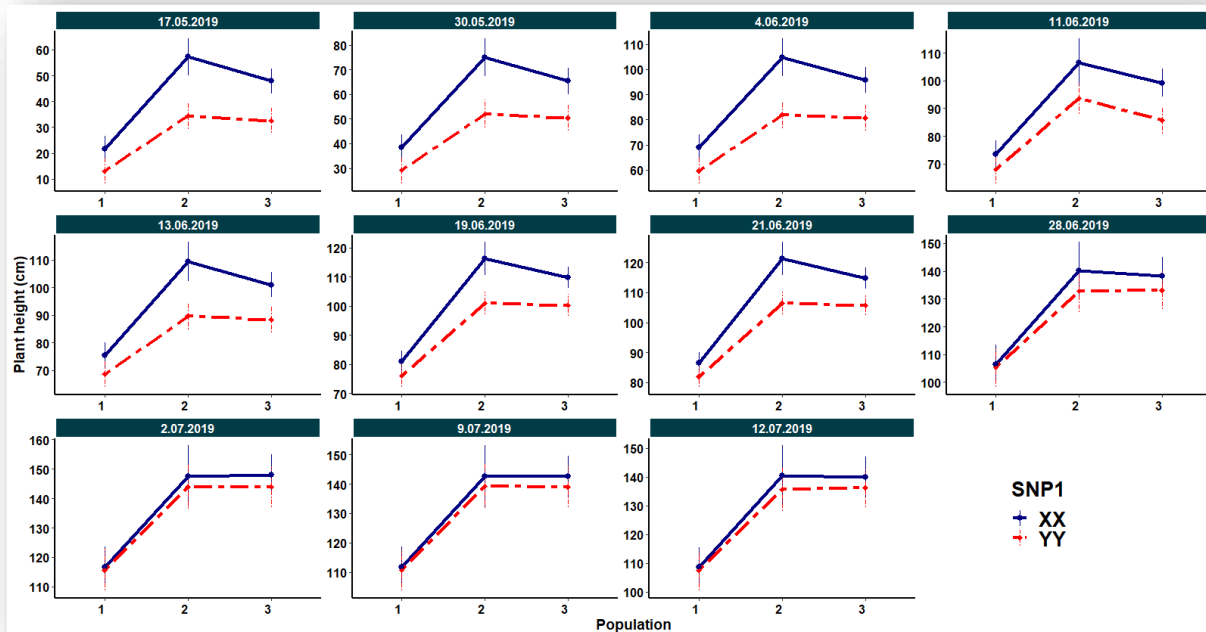 17.05.2019 30.05.2019 4.06.2019 11.06.2019
60 80 110 110
50 70 100 100
40 60 90 90
30 50 80 80
20 40 70 70
10 30 60
1 2 3 1 2 3 1 2 3 1 2 3
13.06.2019 19.06.2019 21.06.2019 28.06.2019
110 120 120 150
100 110 110 140
90 100 100 130
80 90 90 120
70 80 80 110
70 100
1 2 3 1 2 3 1 2 3 1 2 3
2.07.2019 9.07.2019 12.07.2019
160 150 150
150 140 140
140 130 130
130 120 120
120 110 110
110 100
1 2 3 1 2 3 1 2 3
Plant height (cm)
Population
SNP1
XX
YY